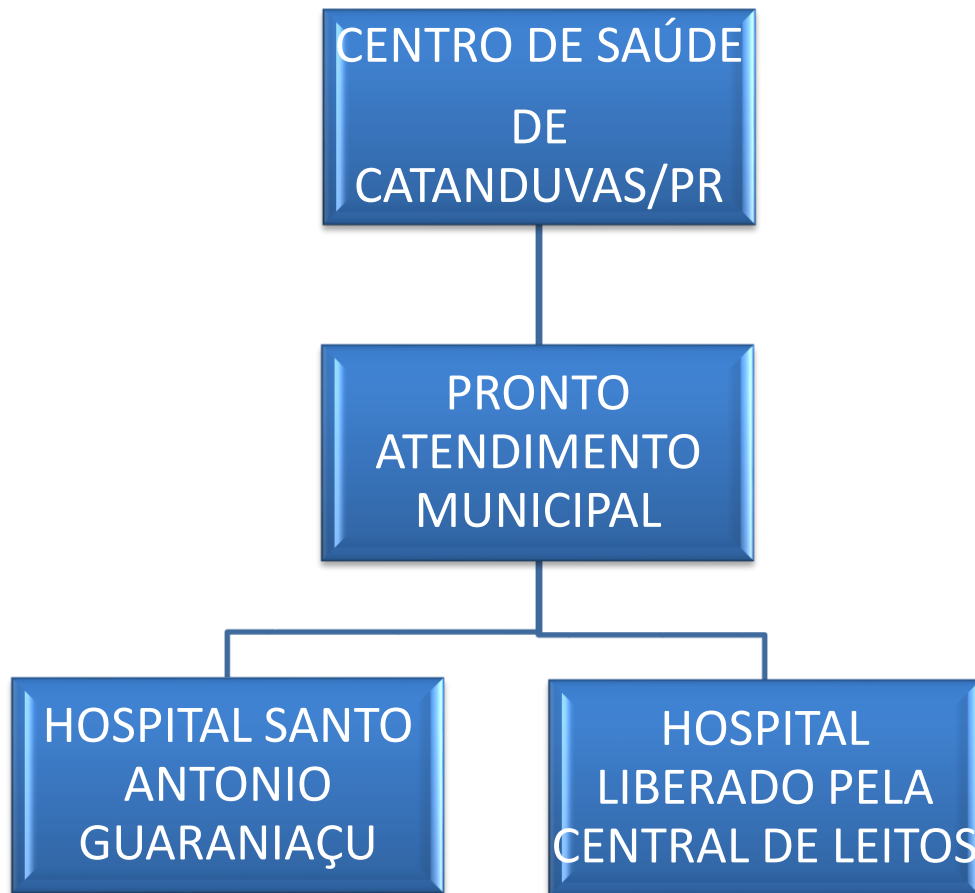 CENTRO DE SAÚDE
DE
CATANDUVAS/PR
PRONTO
ATENDIMENTO
MUNICIPAL
HOSPITAL SANTO
ANTONIO
GUARANIAÇU
HOSPITAL
LIBERADO PELA
CENTRAL DE LEITOS